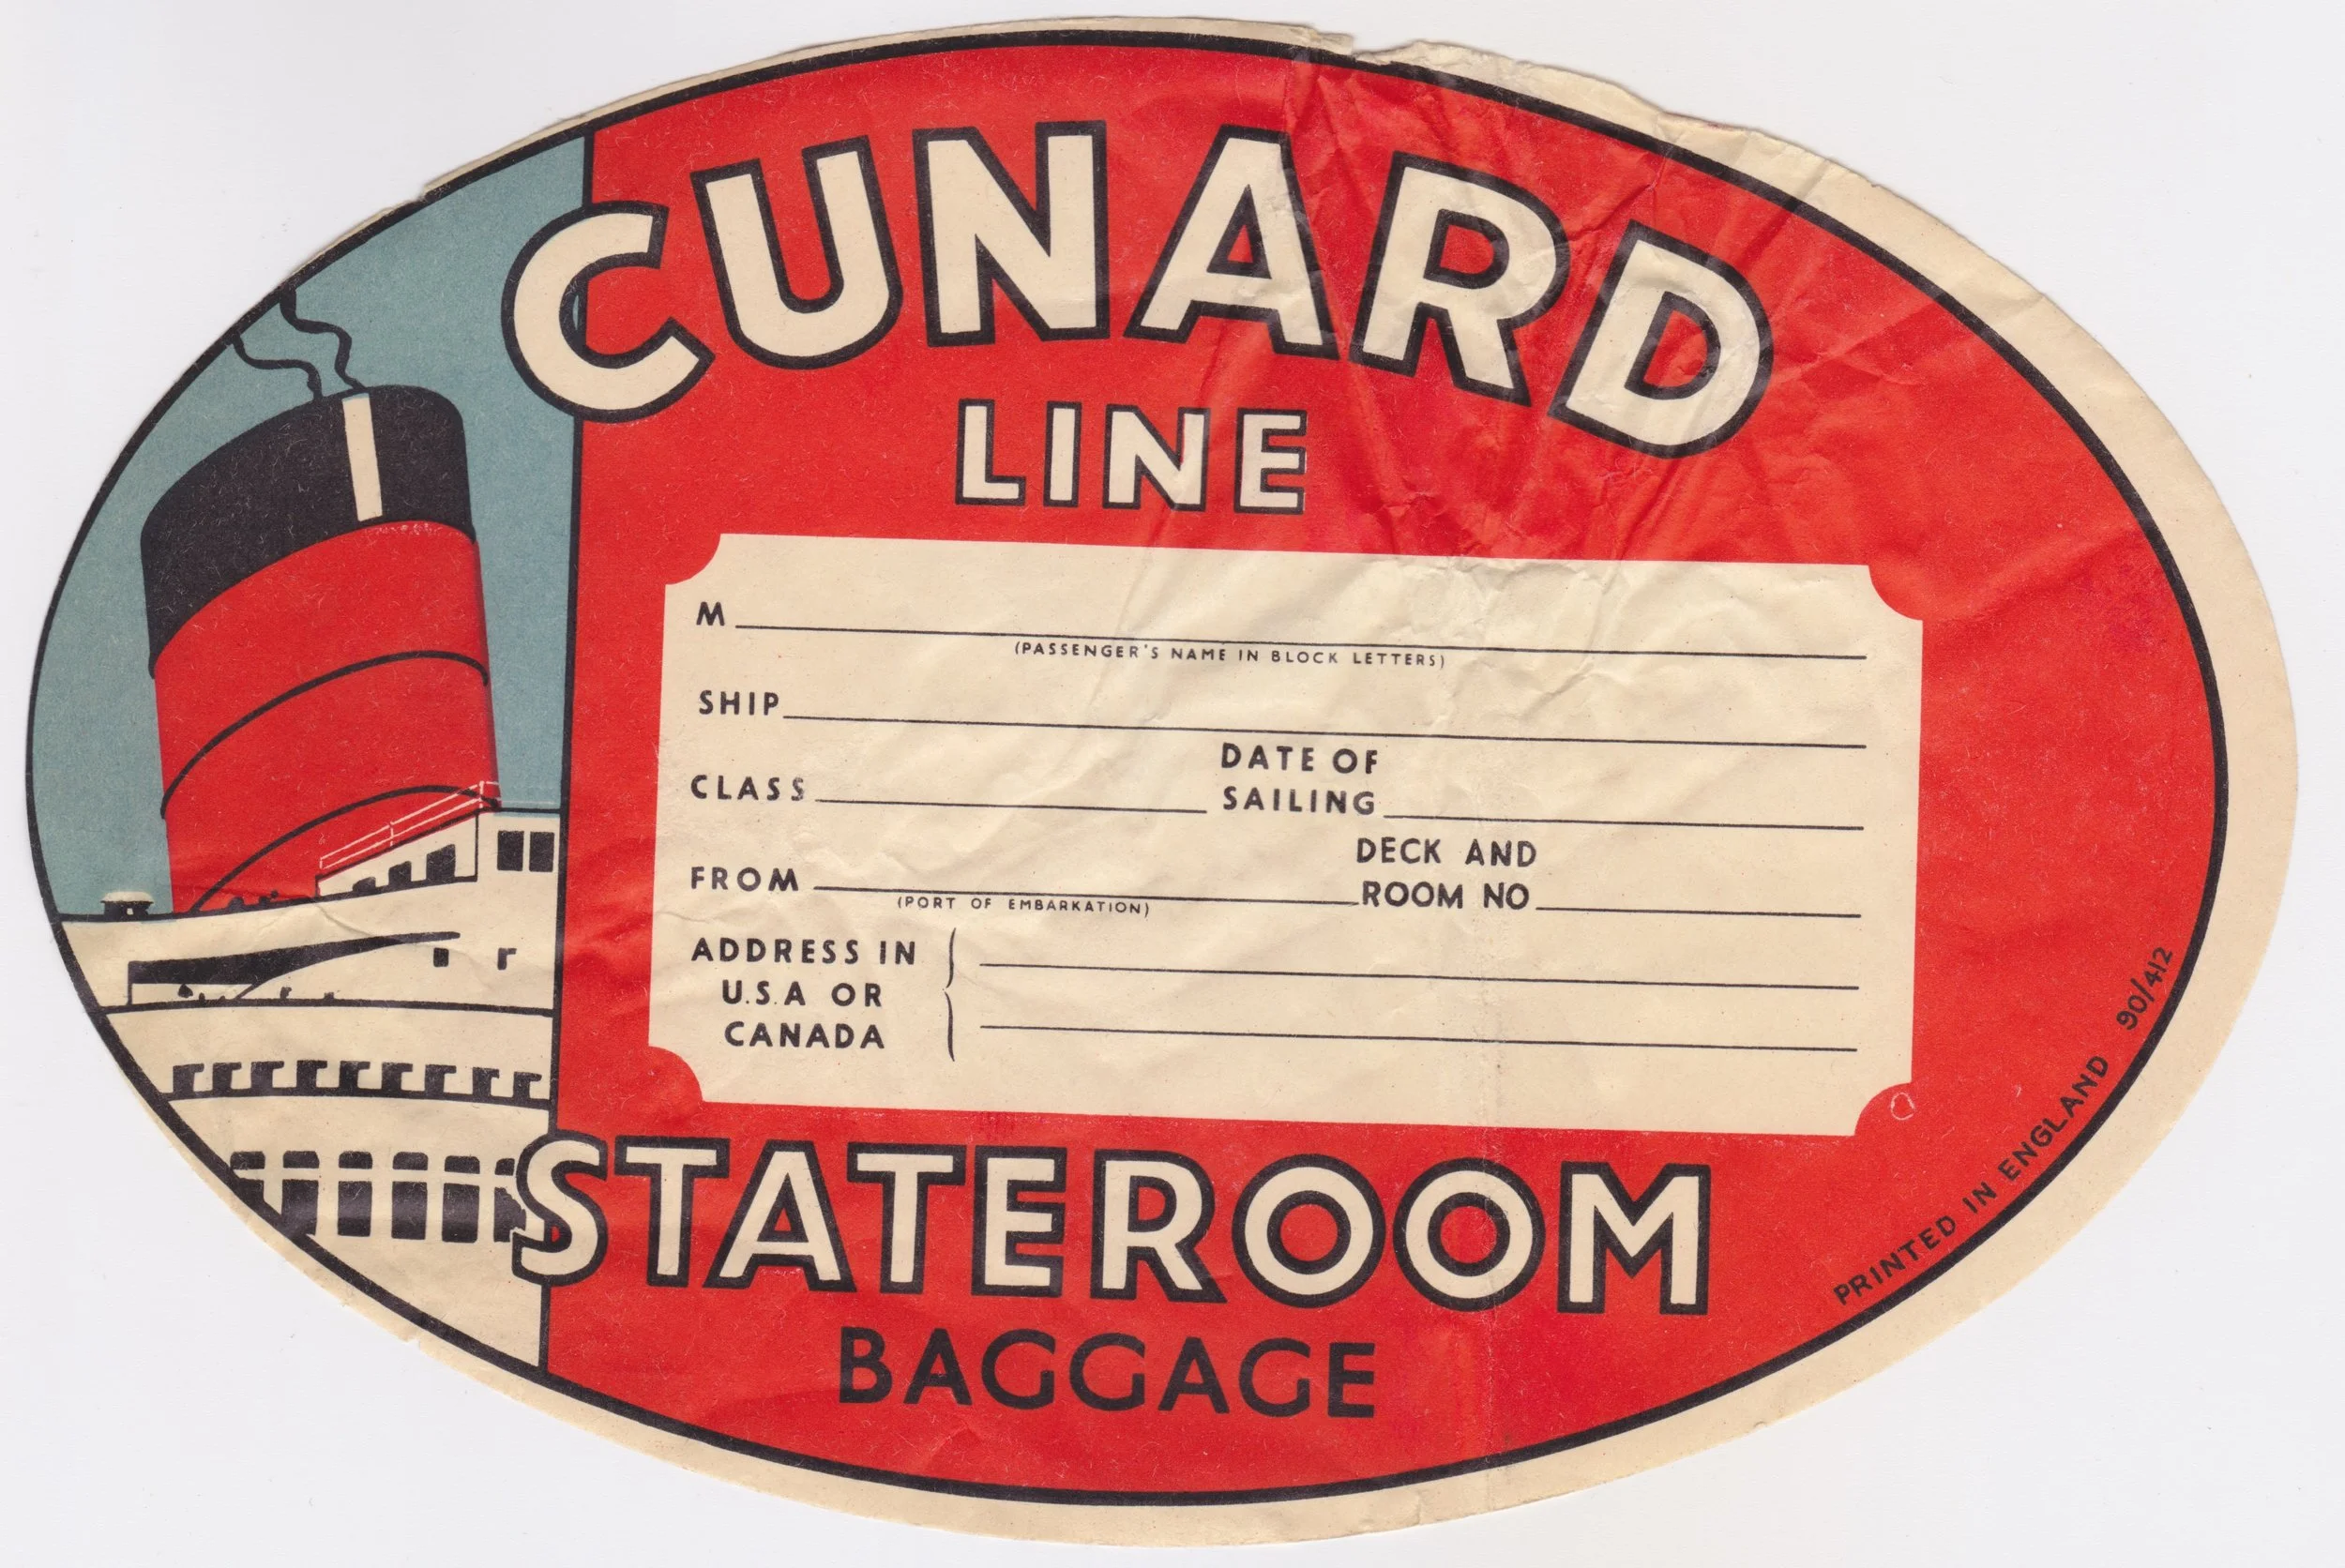 CUNARD
LINE
M
(PASSENGER'S NAME IN BLOCK LETTERS)
SHIP
CLASS DATE OF SAILING
FROM DECK AND ROOM NO
(PORT OF EMBARKATION)
ADDRESS IN
U.S.A OR
CANADA
STATEROOM
BAGGAGE
PRINTED IN ENGLAND 90/412